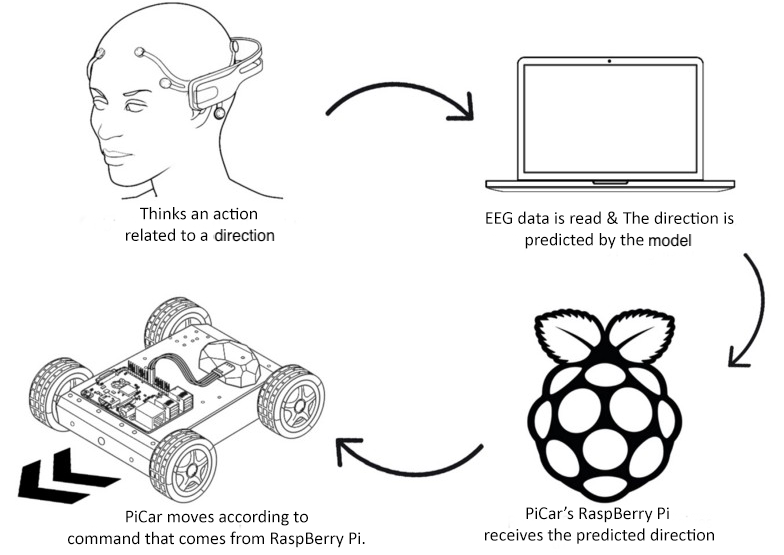 Thinks an action
related to a direction
EEG data is read & The direction is
predicted by the model
PiCar's RaspBerry Pi
receives the predicted direction
PiCar moves according to
command that comes from RaspBerry Pi.